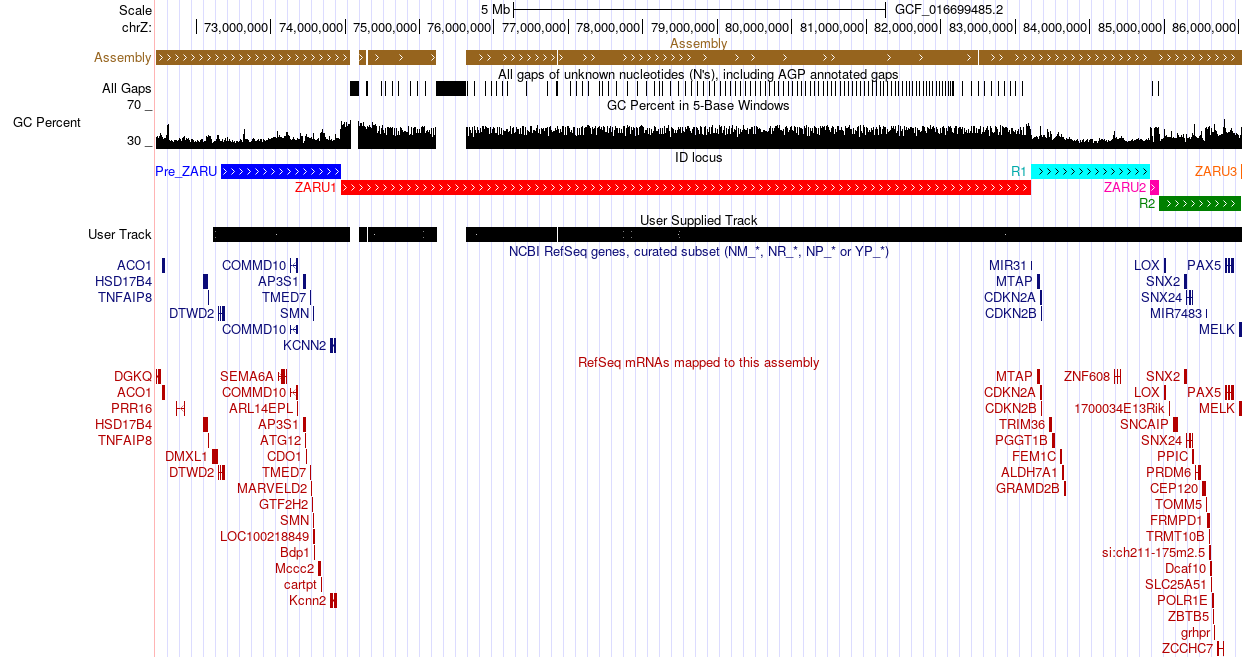 Scale 5 Mb GCF_016699485.2
chrZ: 73,000,000 74,000,000 75,000,000 76,000,000 77,000,000 78,000,000 79,000,000 80,000,000 81,000,000 82,000,000 83,000,000 84,000,000 85,000,000 86,000,000
Assembly
Assembly
All gaps of unknown nucleotides (N's), including AGP annotated gaps
All Gaps
70 _
GC Percent in 5-Base Windows
GC Percent
30 _
ID locus
Pre_ZARU R1 ZARU3
ZARU1 ZARU2
R2
User Supplied Track
User Track
NCBI RefSeq genes, curated subset (NM_*, NR_*, NP_* or YP_*)
ACO1 COMMD10 MIR31 LOX PAX5
HSD17B4 AP3S1 MTAP SNX2
TNFAIP8 TMED7 CDKN2A SNX24
DTWD2 SMN CDKN2B MIR7483
COMMD10 MELK
KCNN2
RefSeq mRNAs mapped to this assembly
DGKQ SEMA6A MTAP ZNF608 SNX2
ACO1 COMMD10 CDKN2A LOX PAX5
PRR16 ARL14EPL CDKN2B 1700034E13Rik MELK
HSD17B4 AP3S1 TRIM36 SNCAIP
TNFAIP8 ATG12 PGGT1B SNX24
DMXL1 CDO1 FEM1C PPIC
DTWD2 TMED7 ALDH7A1 PRDM6
MARVELD2 GRAMD2B CEP120
GTF2H2 TOMM5
SMN FRMPD1
LOC100218849 TRMT10B
Bdp1 si:ch211-175m2.5
Mccc2 Dcaf10
cartpt SLC25A51
Kcnn2 POLR1E
ZBTB5
grhpr
ZCCHC7